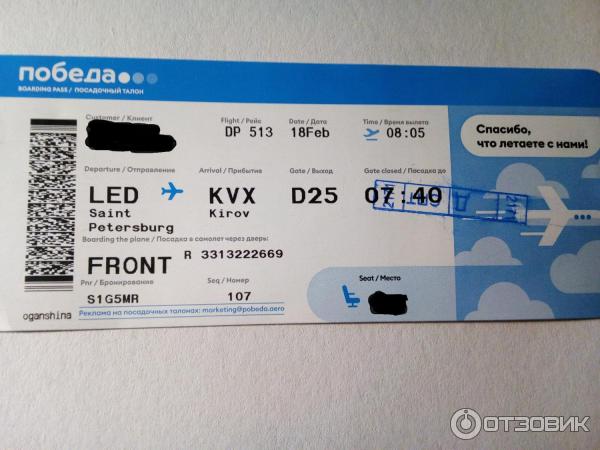 победа
BOARDING PASS / ПОСАДОЧНЫЙ ТАЛОН
Customer / Клиент
Flight / Рейс Date / Дата Time / Время вылета
DP 513 18Feb 08:05
Спасибо,
что летаете с нами!
Departure / Отправление Arrival / Прибытие Gate / Выход Gate closed / Посадка до
LED KVX D25 07:40
Saint Kirov
Petersburg
Boarding the plane / Посадка в самолет через дверь:
FRONT R 3313222669
Seat / Место
Pnr / Бронирование Seq / Номер
S1G5MR 107
oganshina
Реклама на посадочных талонах: marketing@pobeda.aero
ОТЗОВИК